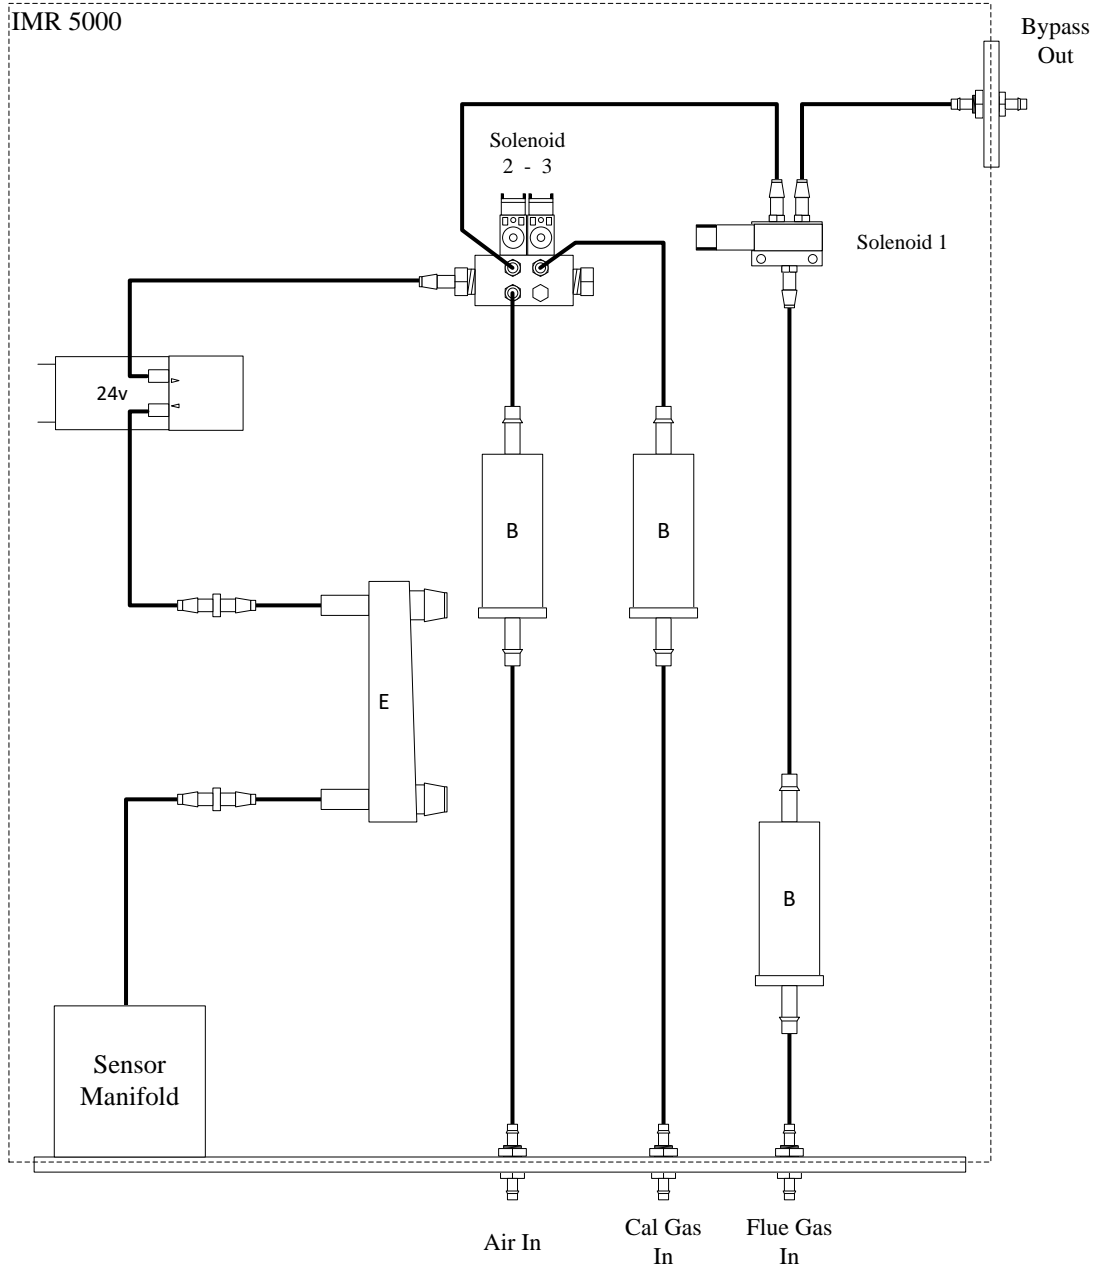 IMR 5000
Bypass
Out
Solenoid
2 - 3
Solenoid 1
24v
B
B
E
B
Sensor
Manifold
Air In
Cal Gas
In
Flue Gas
In